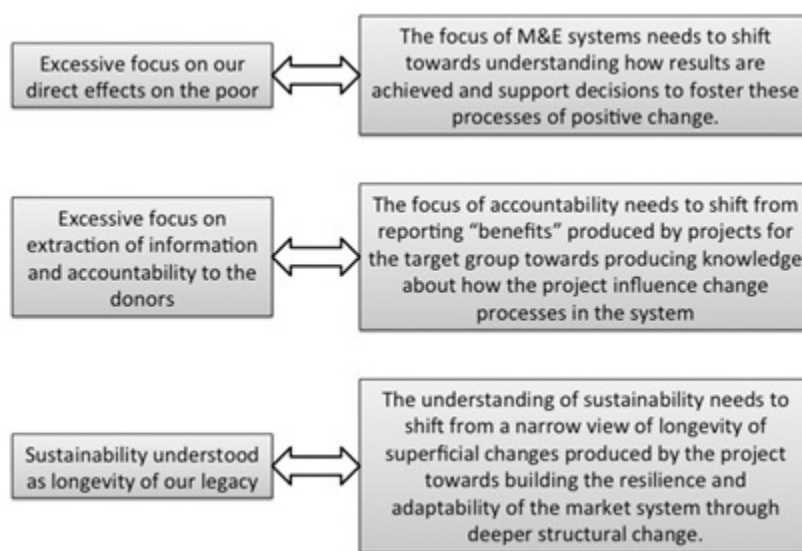 Excessive focus on our
direct effects on the poor
The focus of M&E systems needs to shift
towards understanding how results are
achieved and support decisions to foster these
processes of positive change.
Excessive focus on
extraction of information
and accountability to the
donors
The focus of accountability needs to shift from
reporting “benefits” produced by projects for
the target group towards producing knowledge
about how the project influence change
processes in the system
Sustainability understood
as longevity of our legacy
The understanding of sustainability needs to
shift from a narrow view of longevity of
superficial changes produced by the project
towards building the resilience and
adaptability of the market system through
deeper structural change.